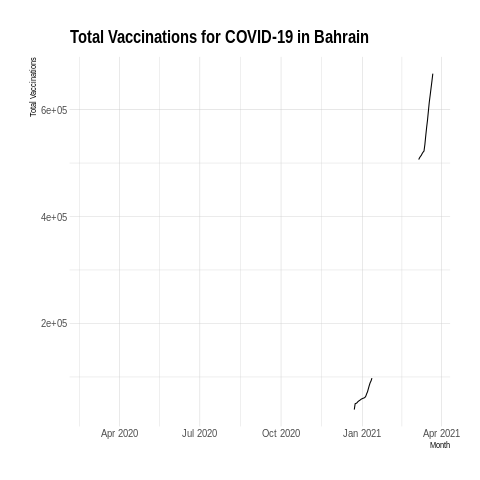 Total Vaccinations for COVID-19 in Bahrain
Total Vaccinations
6e+05
4e+05
2e+05
Apr 2020 Jul 2020 Oct 2020 Jan 2021 Apr 2021
Month